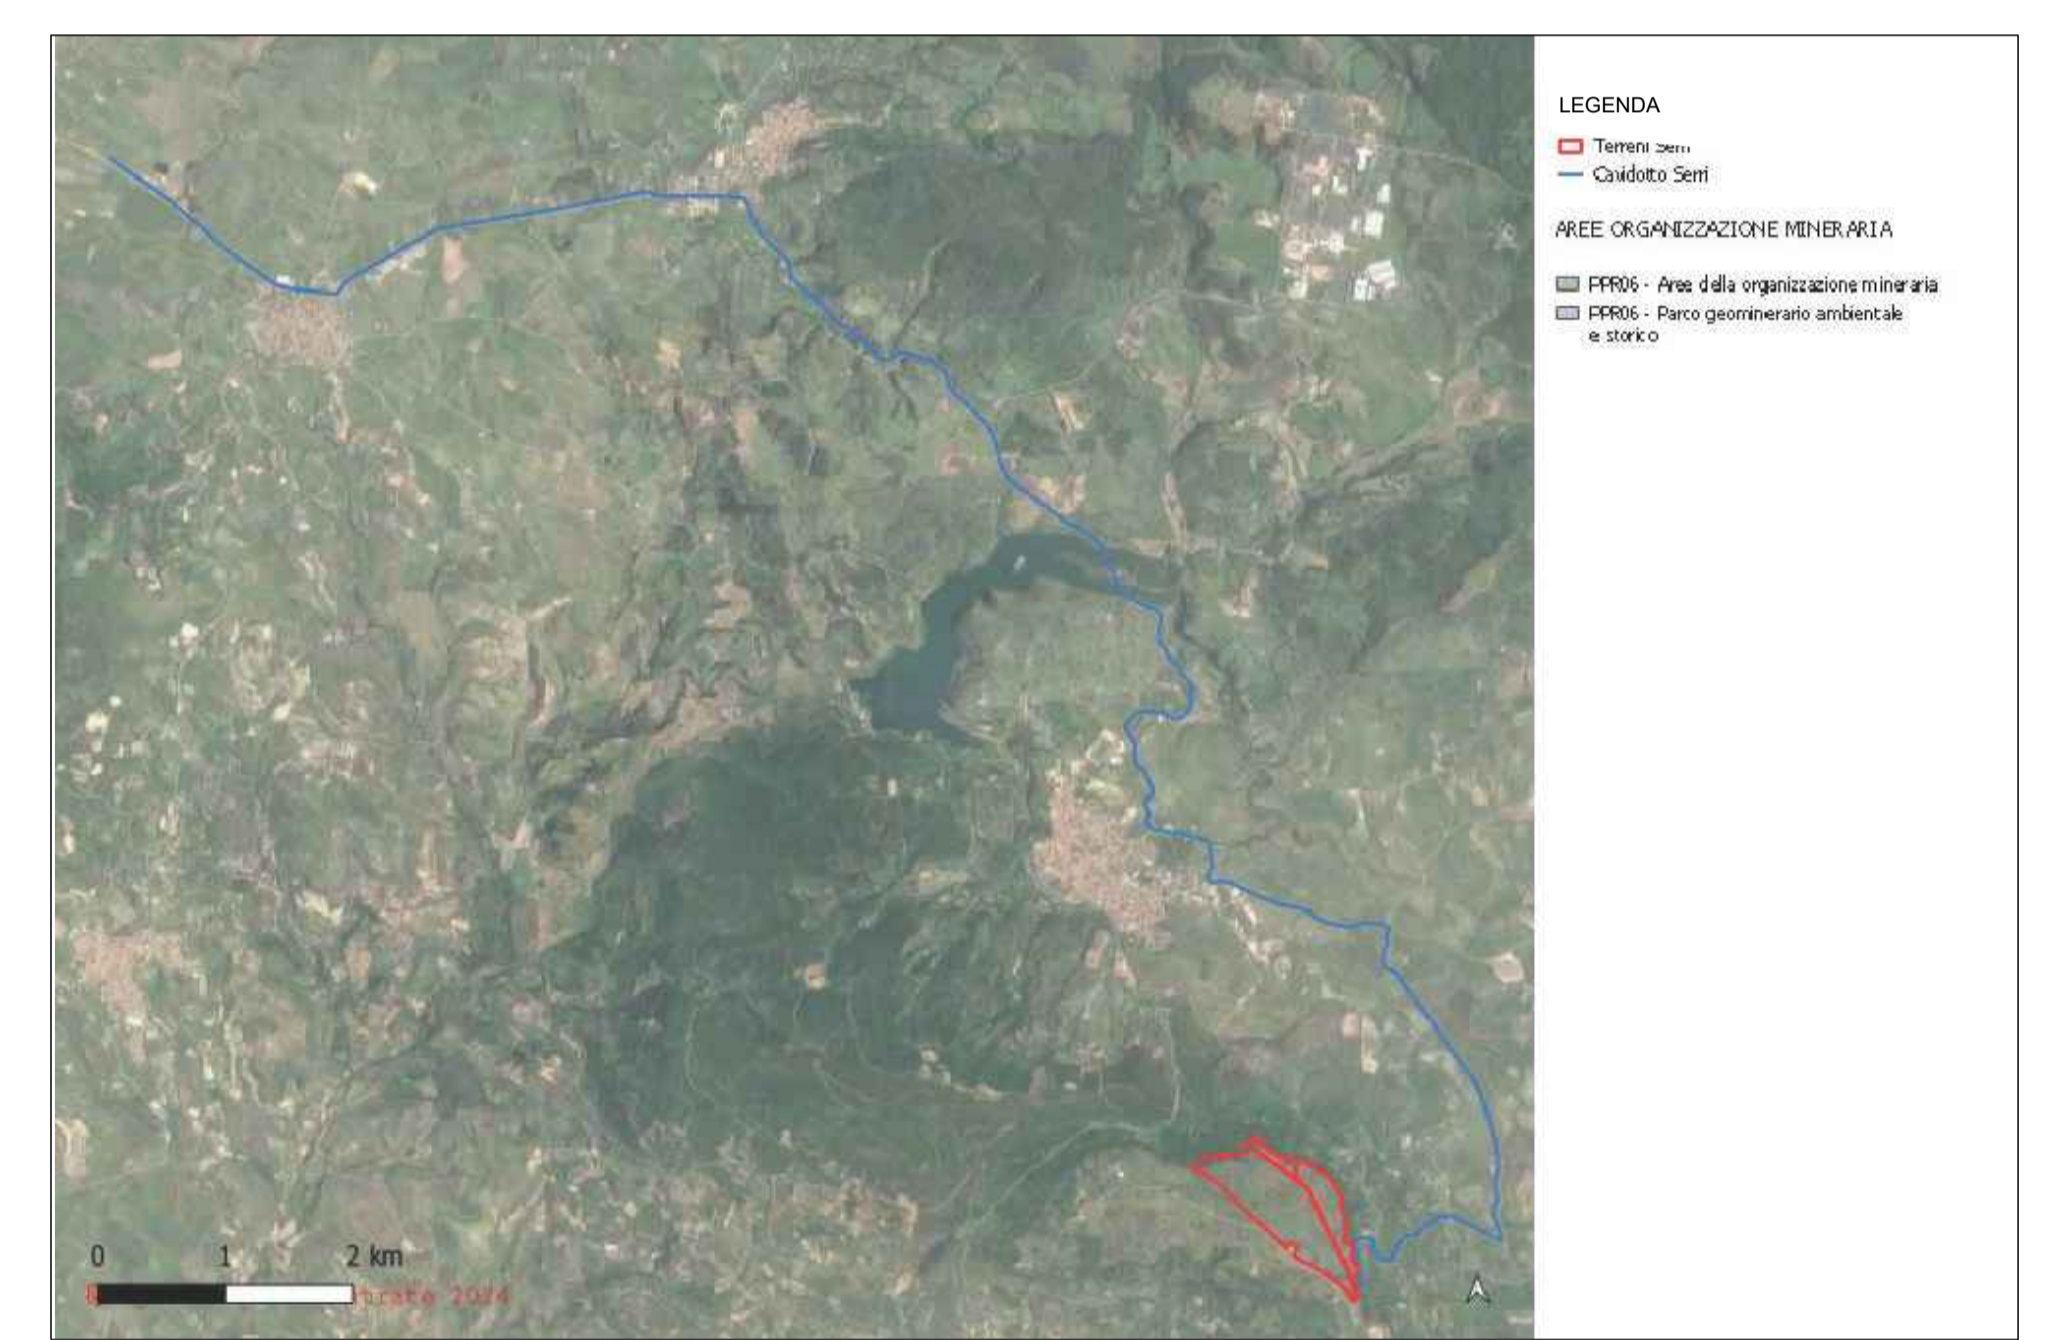 LEGENDA
Terreni Serri
Cavidotto Serri
AREE ORGANIZZAZIONE MINERARIA
PPR06 - Aree della organizzazione mineraria
PPR06 - Parco geominerario ambientale
e storico
0 1 2 km
2024